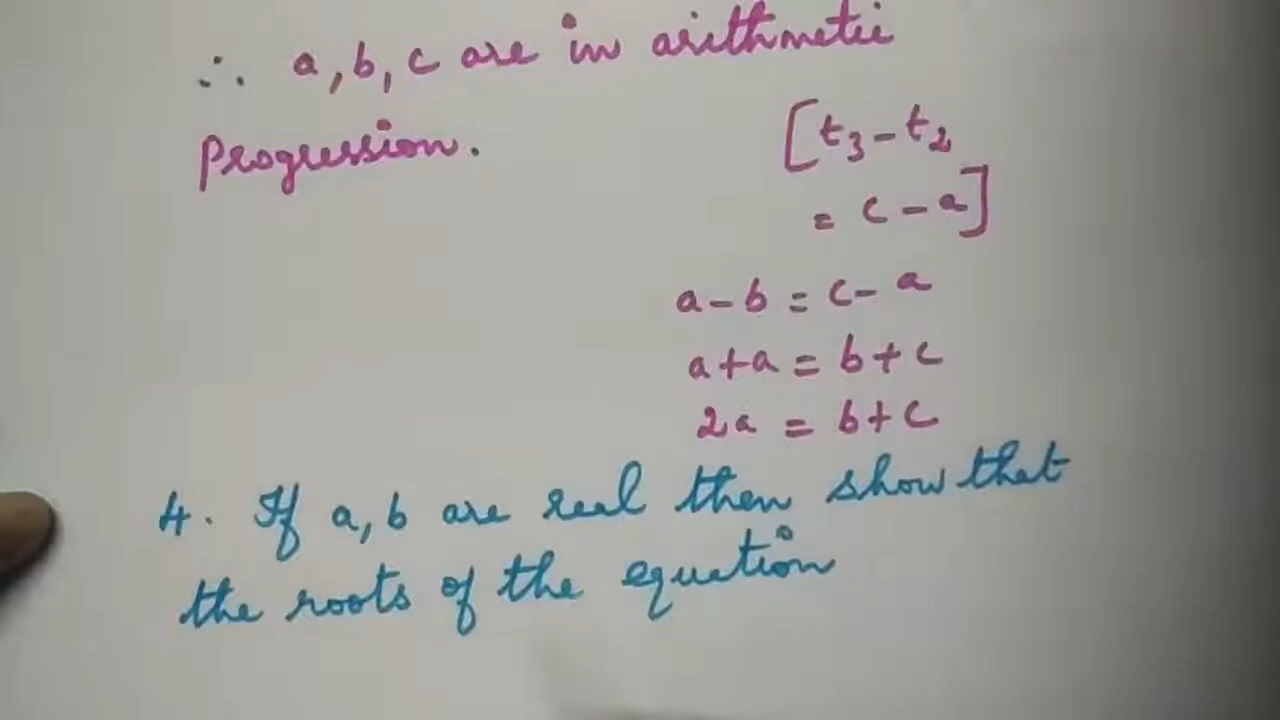 ∴ a, b, c are in arithmetic
Progression.
[t₃ - t₂
= c - a]
a - b = c - a
a + a = b + c
2a = b + c
4. If a, b are real then show that
the roots of the equation